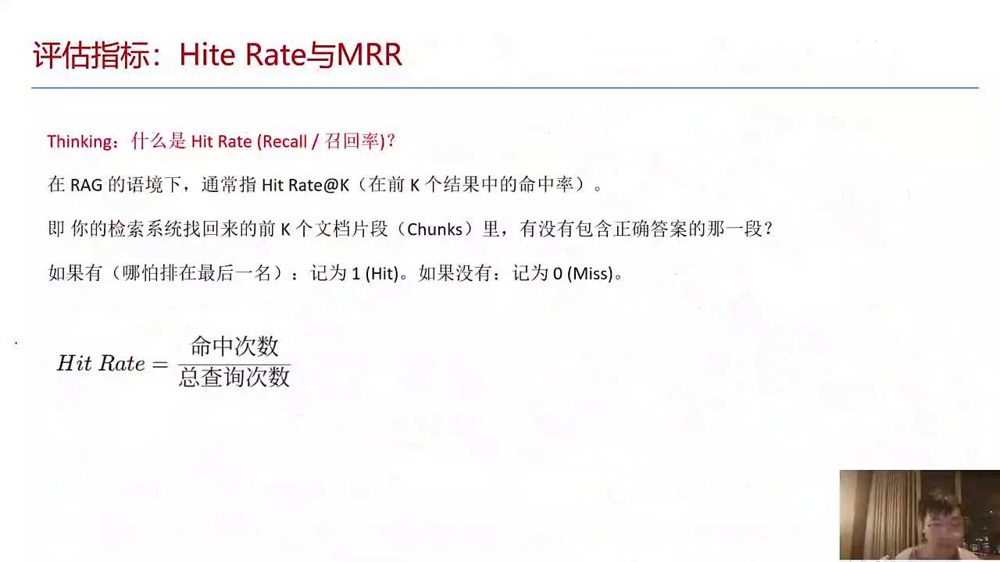 评估指标：Hite Rate与MRR
Thinking：什么是 Hit Rate (Recall / 召回率)？
在 RAG 的语境下，通常指 Hit Rate@K（在前 K 个结果中的命中率）。
即 你的检索系统找回来的前 K 个文档片段（Chunks）里，有没有包含正确答案的那一段？
如果有（哪怕排在最后一名）：记为 1 (Hit)。如果没有：记为 0 (Miss)。
Hit Rate = 命中次数 / 总查询次数